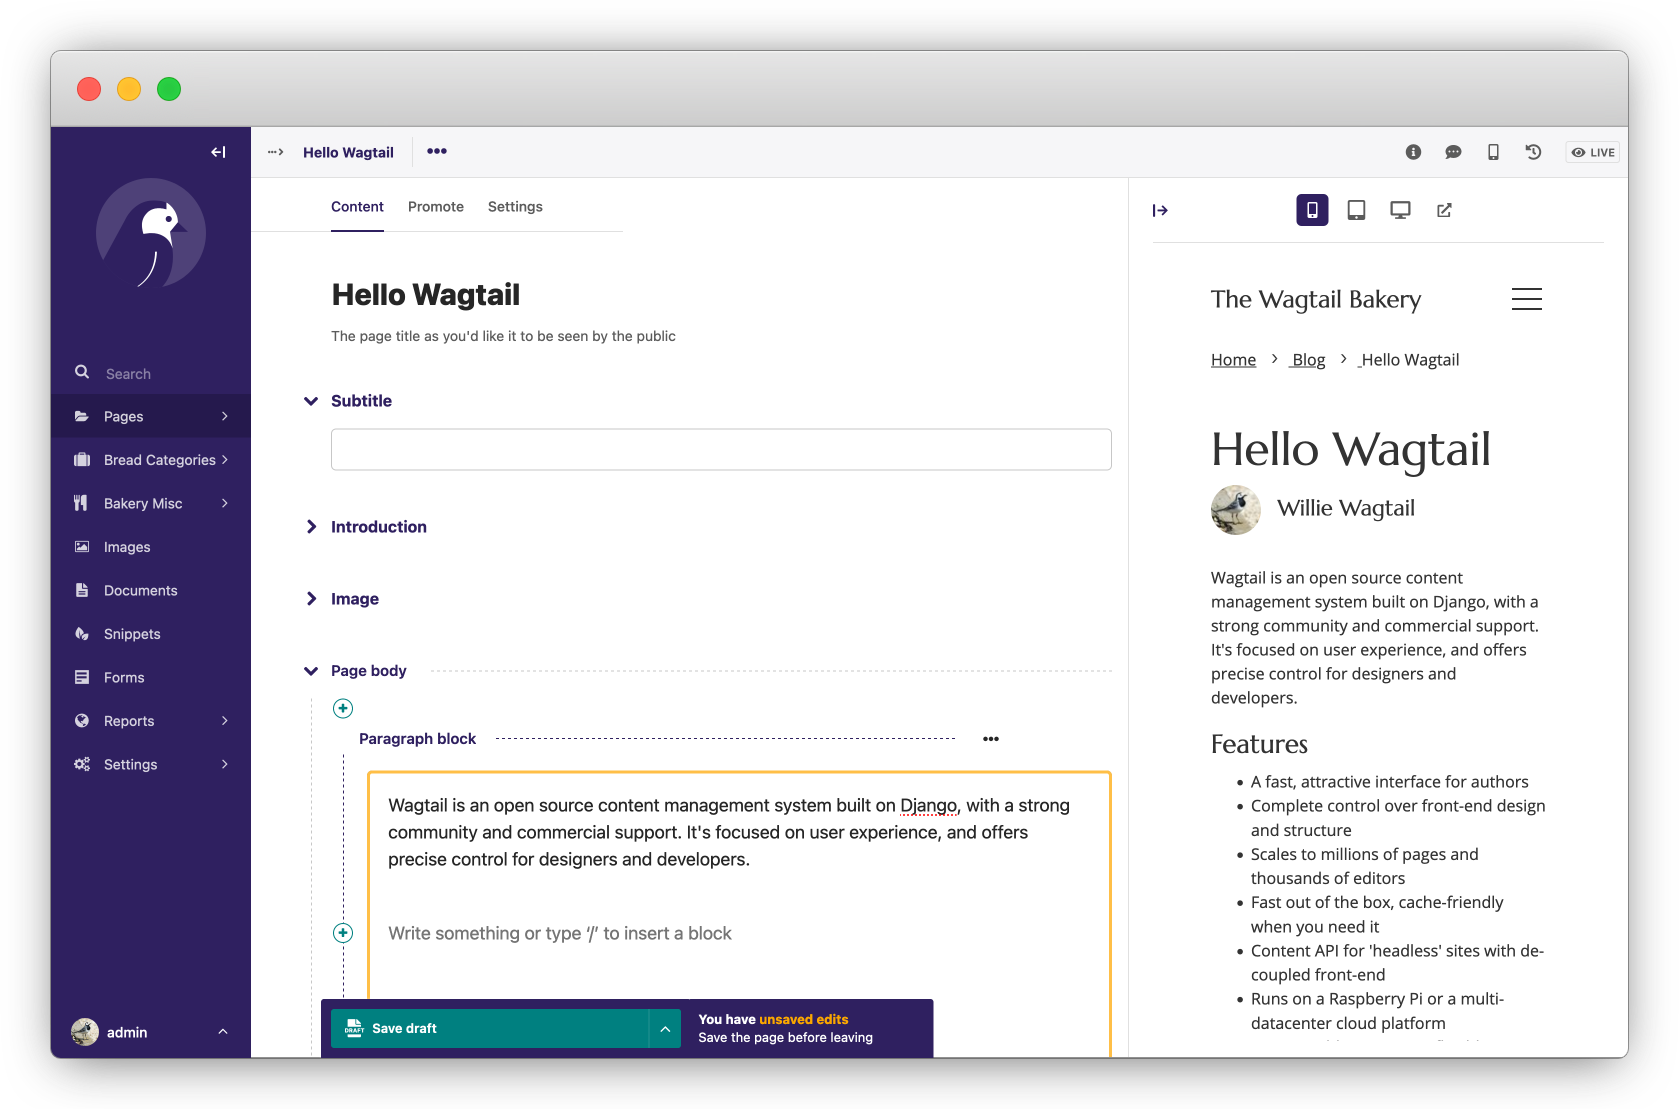 Hello Wagtail
LIVE
Search
Pages
Bread Categories
Bakery Misc
Images
Documents
Snippets
Forms
Reports
Settings
admin
Content Promote Settings
Hello Wagtail
The page title as you'd like it to be seen by the public
Subtitle
Introduction
Image
Page body
Paragraph block
Wagtail is an open source content management system built on Django, with a strong
community and commercial support. It's focused on user experience, and offers
precise control for designers and developers.
Write something or type ‘/’ to insert a block
DRAFT Save draft
You have unsaved edits
Save the page before leaving
The Wagtail Bakery
Home > Blog > Hello Wagtail
Hello Wagtail
Willie Wagtail
Wagtail is an open source content
management system built on Django, with a
strong community and commercial support.
It's focused on user experience, and offers
precise control for designers and
developers.
Features
• A fast, attractive interface for authors
• Complete control over front-end design
and structure
• Scales to millions of pages and
thousands of editors
• Fast out of the box, cache-friendly
when you need it
• Content API for 'headless' sites with de-
coupled front-end
• Runs on a Raspberry Pi or a multi-
datacenter cloud platform